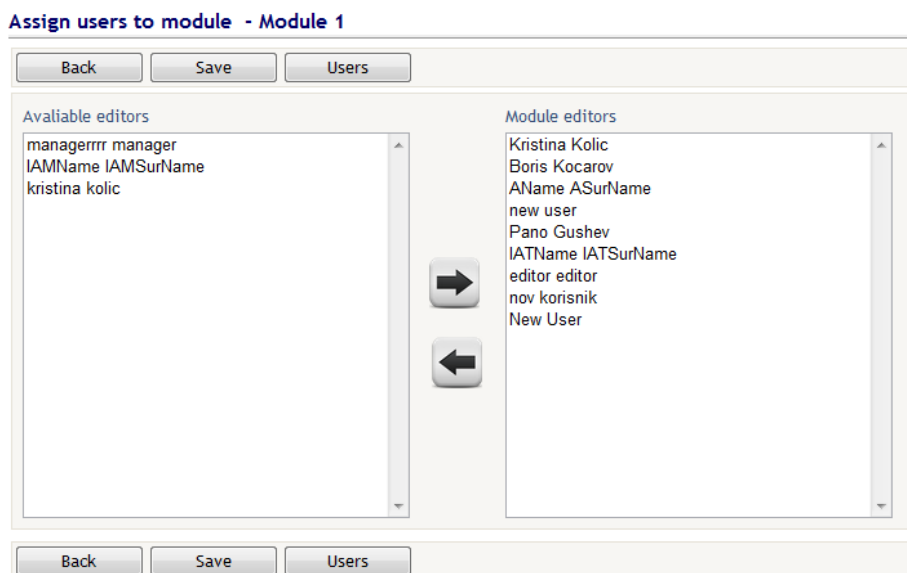 Assign users to module - Module 1
Back Save Users
Avaliable editors
managerrrr manager
IAMName IAMSurName
kristina kolic
Module editors
Kristina Kolic
Boris Kocarov
AName ASurName
new user
Pano Gushev
IATName IATSurName
editor editor
nov korisnik
New User
Back Save Users